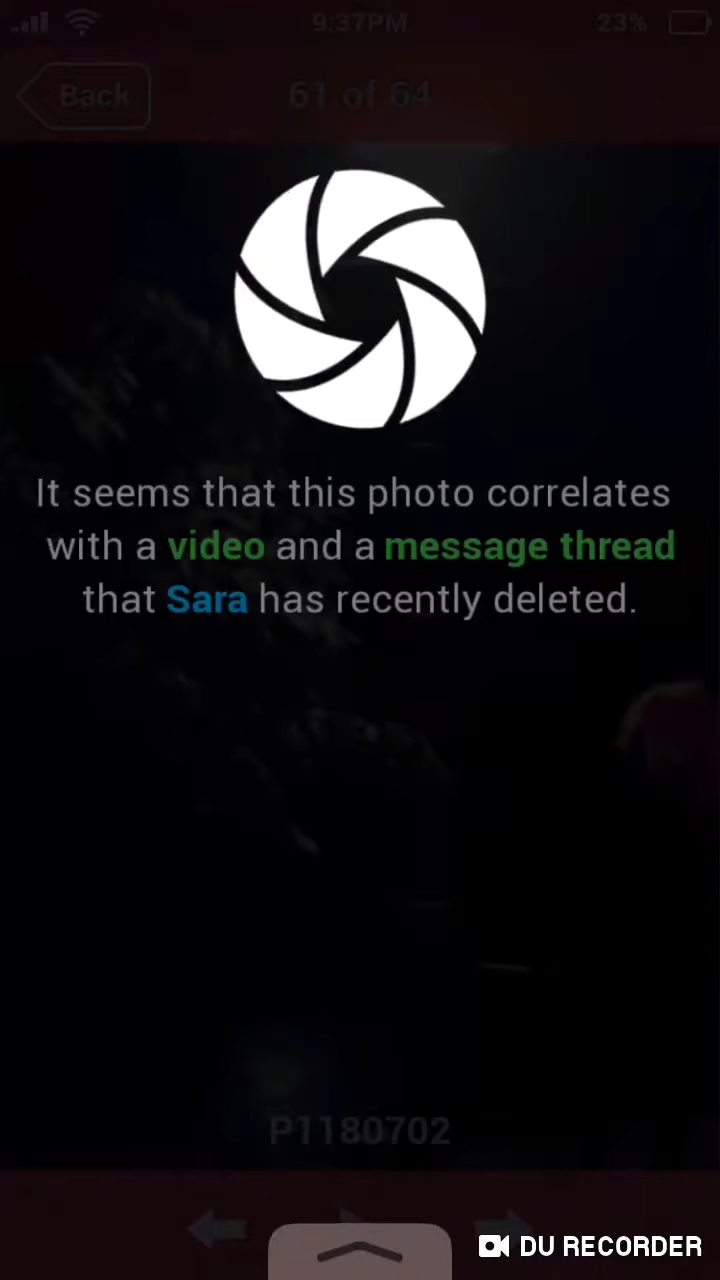 9:37PM
23%
Back
61 of 64
It seems that this photo correlates
with a video and a message thread
that Sara has recently deleted.
P1180702
DU RECORDER